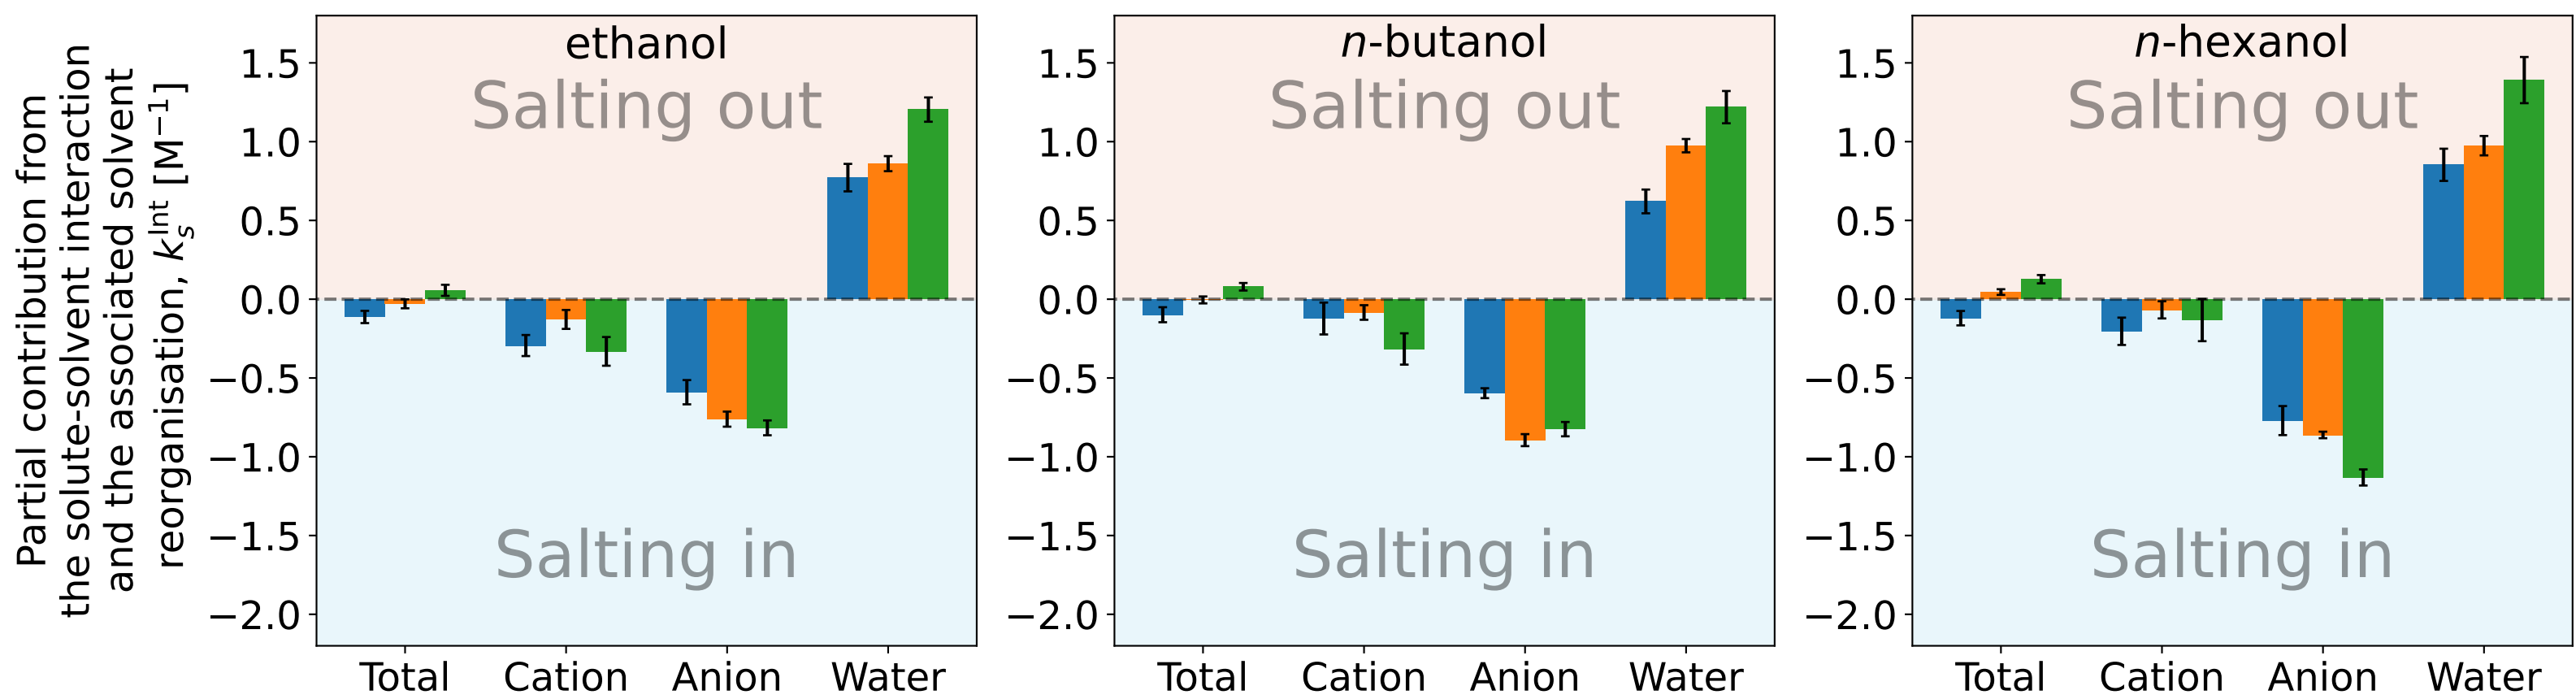 Partial contribution from
the solute-solvent interaction
and the associated solvent
reorganisation, k_s^Int [M⁻¹]
ethanol
Salting out
Salting in
1.5
1.0
0.5
0.0
−0.5
−1.0
−1.5
−2.0
Total Cation Anion Water
n-butanol
Salting out
Salting in
1.5
1.0
0.5
0.0
−0.5
−1.0
−1.5
−2.0
Total Cation Anion Water
n-hexanol
Salting out
Salting in
1.5
1.0
0.5
0.0
−0.5
−1.0
−1.5
−2.0
Total Cation Anion Water